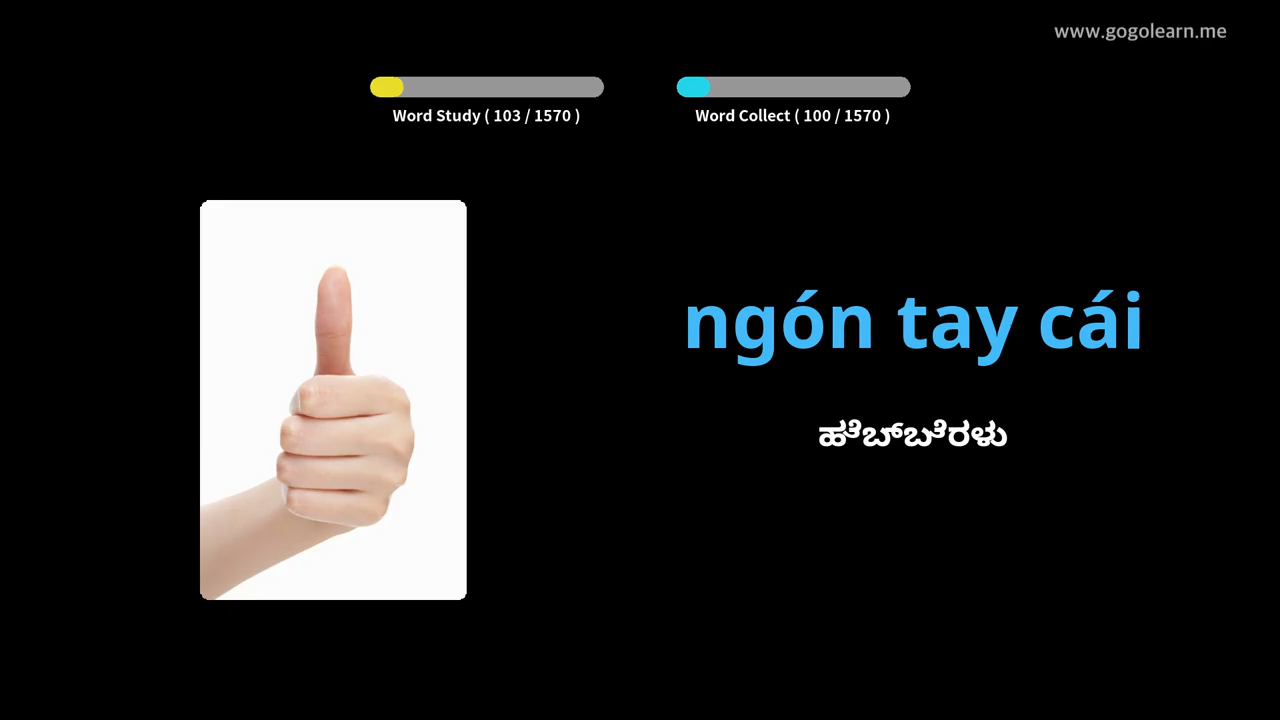 www.gogolearn.me
Word Study ( 103 / 1570 )
Word Collect ( 100 / 1570 )
ngón tay cái
ಹೆಬ್ಬೆರಳು